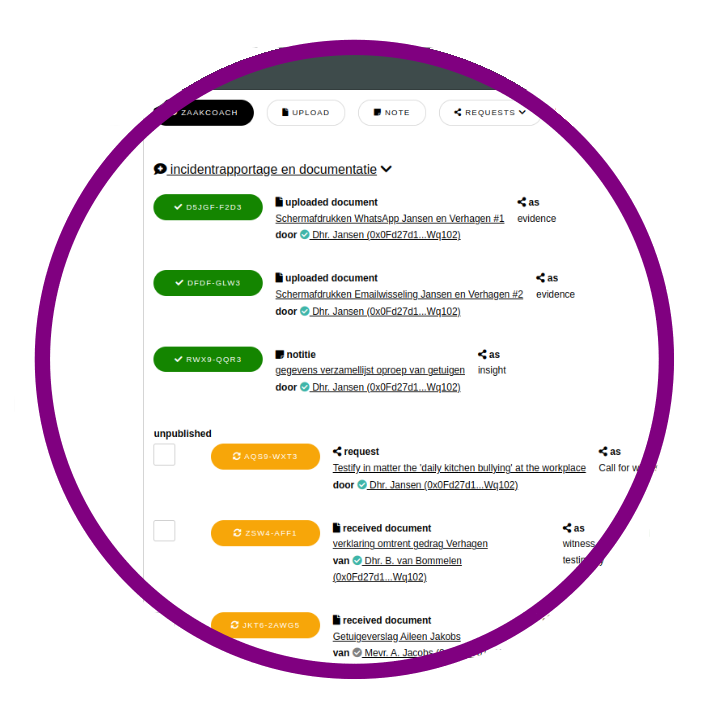 ZAAKCOACH UPLOAD NOTE REQUESTS
incidentrapportage en documentatie
D5JGF-F2D3 uploaded document as
Schermafdrukken WhatsApp Jansen en Verhagen #1 evidence
door Dhr. Jansen (0x0Fd27d1...Wq102)
DFDF-GLW3 uploaded document as
Schermafdrukken Emailwisseling Jansen en Verhagen #2 evidence
door Dhr. Jansen (0x0Fd27d1...Wq102)
RWX9-QQR3 notitie as
gegevens verzamellijst oproep van getuigen insight
door Dhr. Jansen (0x0Fd27d1...Wq102)
unpublished
AQS9-WXT3 request as
Testify in matter the 'daily kitchen bullying' at the workplace Call for
door Dhr. Jansen (0x0Fd27d1...Wq102)
ZSW4-AFF1 received document as
verklaring omtrent gedrag Verhagen witness
van Dhr. B. van Bommelen
(0x0Fd27d1...Wq102)
JKT6-2AWG5 received document
Getuigeverslag Aileen Jakobs
van Mevr. A. Jacobs